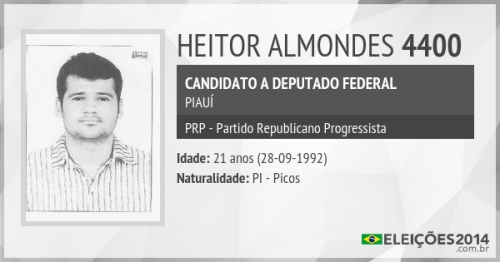 HEITOR ALMONDES 4400
CANDIDATO A DEPUTADO FEDERAL
PIAUÍ
PRP - Partido Republicano Progressista
Idade: 21 anos (28-09-1992)
Naturalidade: PI - Picos
ELEIÇÕES2014
.com.br